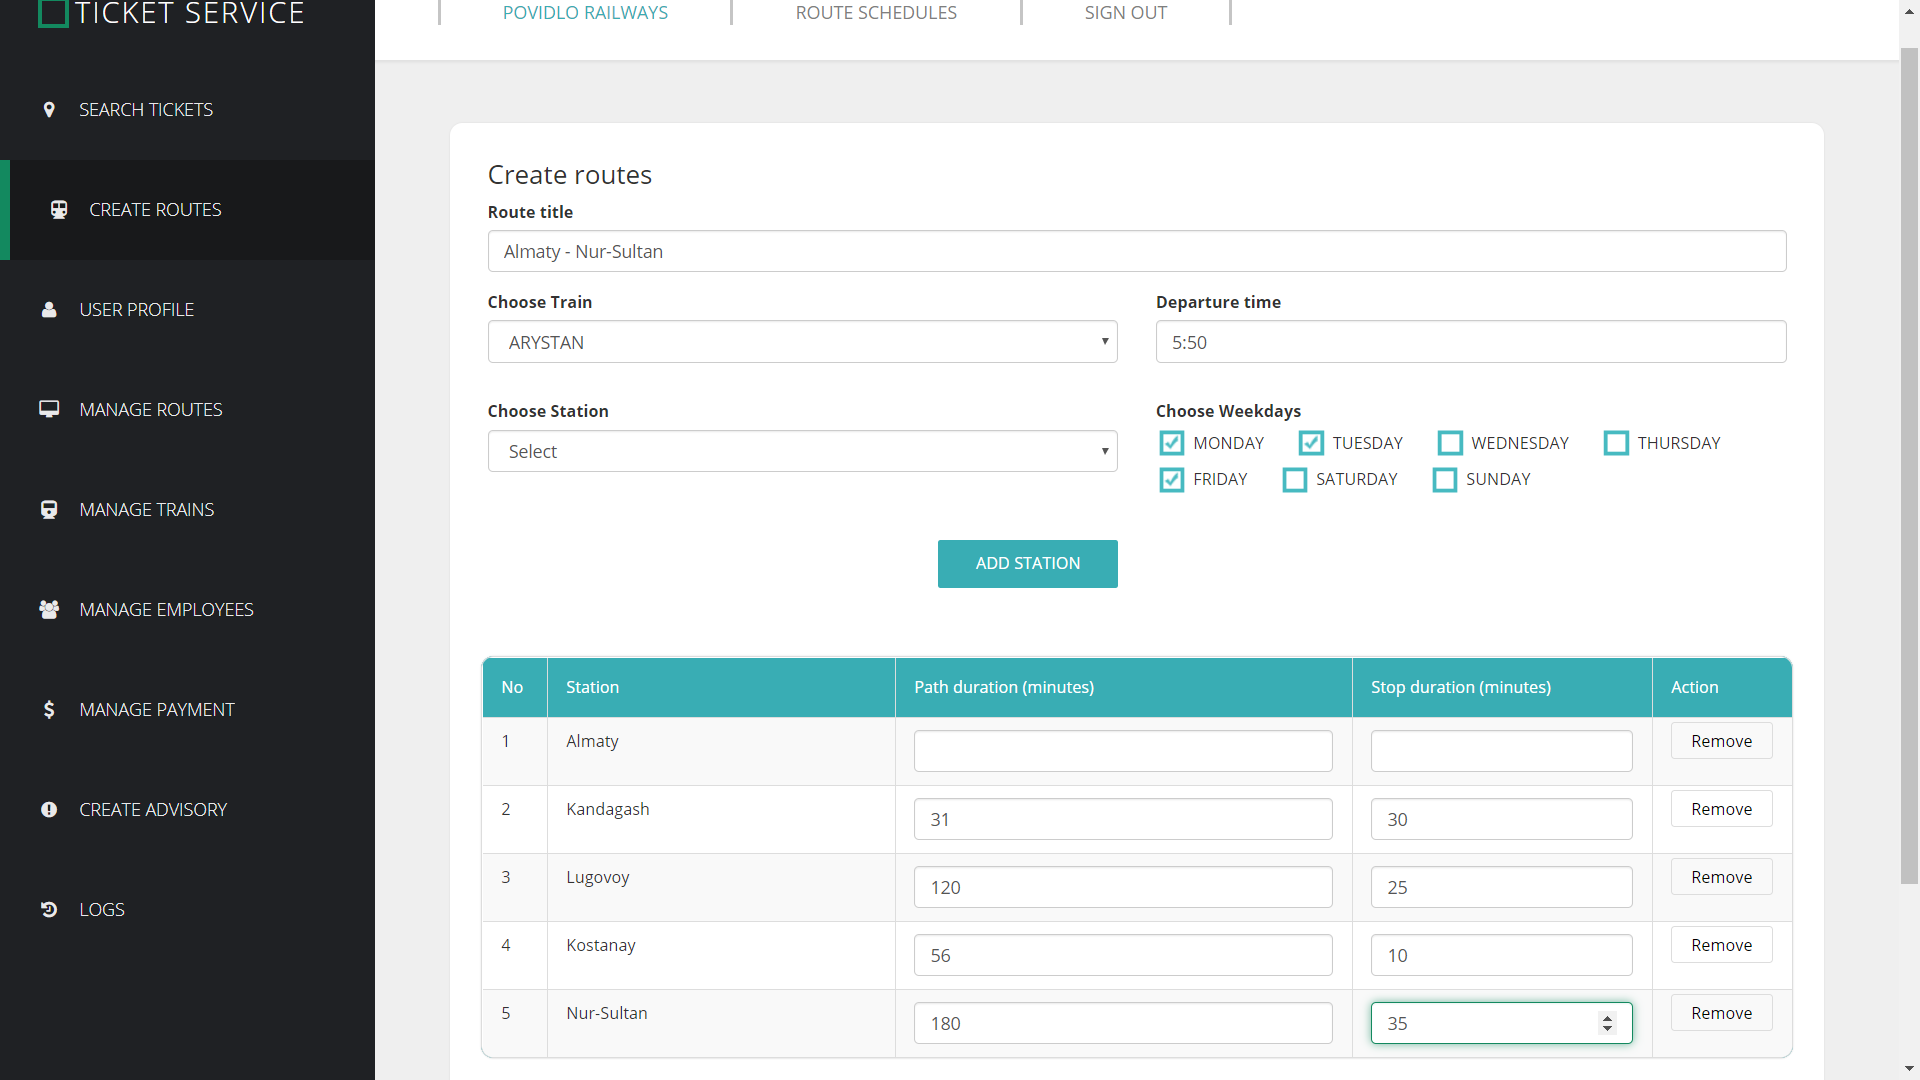 TICKET SERVICE
POVIDLO RAILWAYS
ROUTE SCHEDULES
SIGN OUT
SEARCH TICKETS
CREATE ROUTES
USER PROFILE
MANAGE ROUTES
MANAGE TRAINS
MANAGE EMPLOYEES
MANAGE PAYMENT
CREATE ADVISORY
LOGS
Create routes
Route title
Almaty - Nur-Sultan
Choose Train
ARYSTAN
Departure time
5:50
Choose Station
Select
Choose Weekdays
MONDAY TUESDAY WEDNESDAY THURSDAY
FRIDAY SATURDAY SUNDAY
ADD STATION
No Station Path duration (minutes) Stop duration (minutes) Action
1 Almaty Remove
2 Kandagash 31 30 Remove
3 Lugovoy 120 25 Remove
4 Kostanay 56 10 Remove
5 Nur-Sultan 180 35 Remove